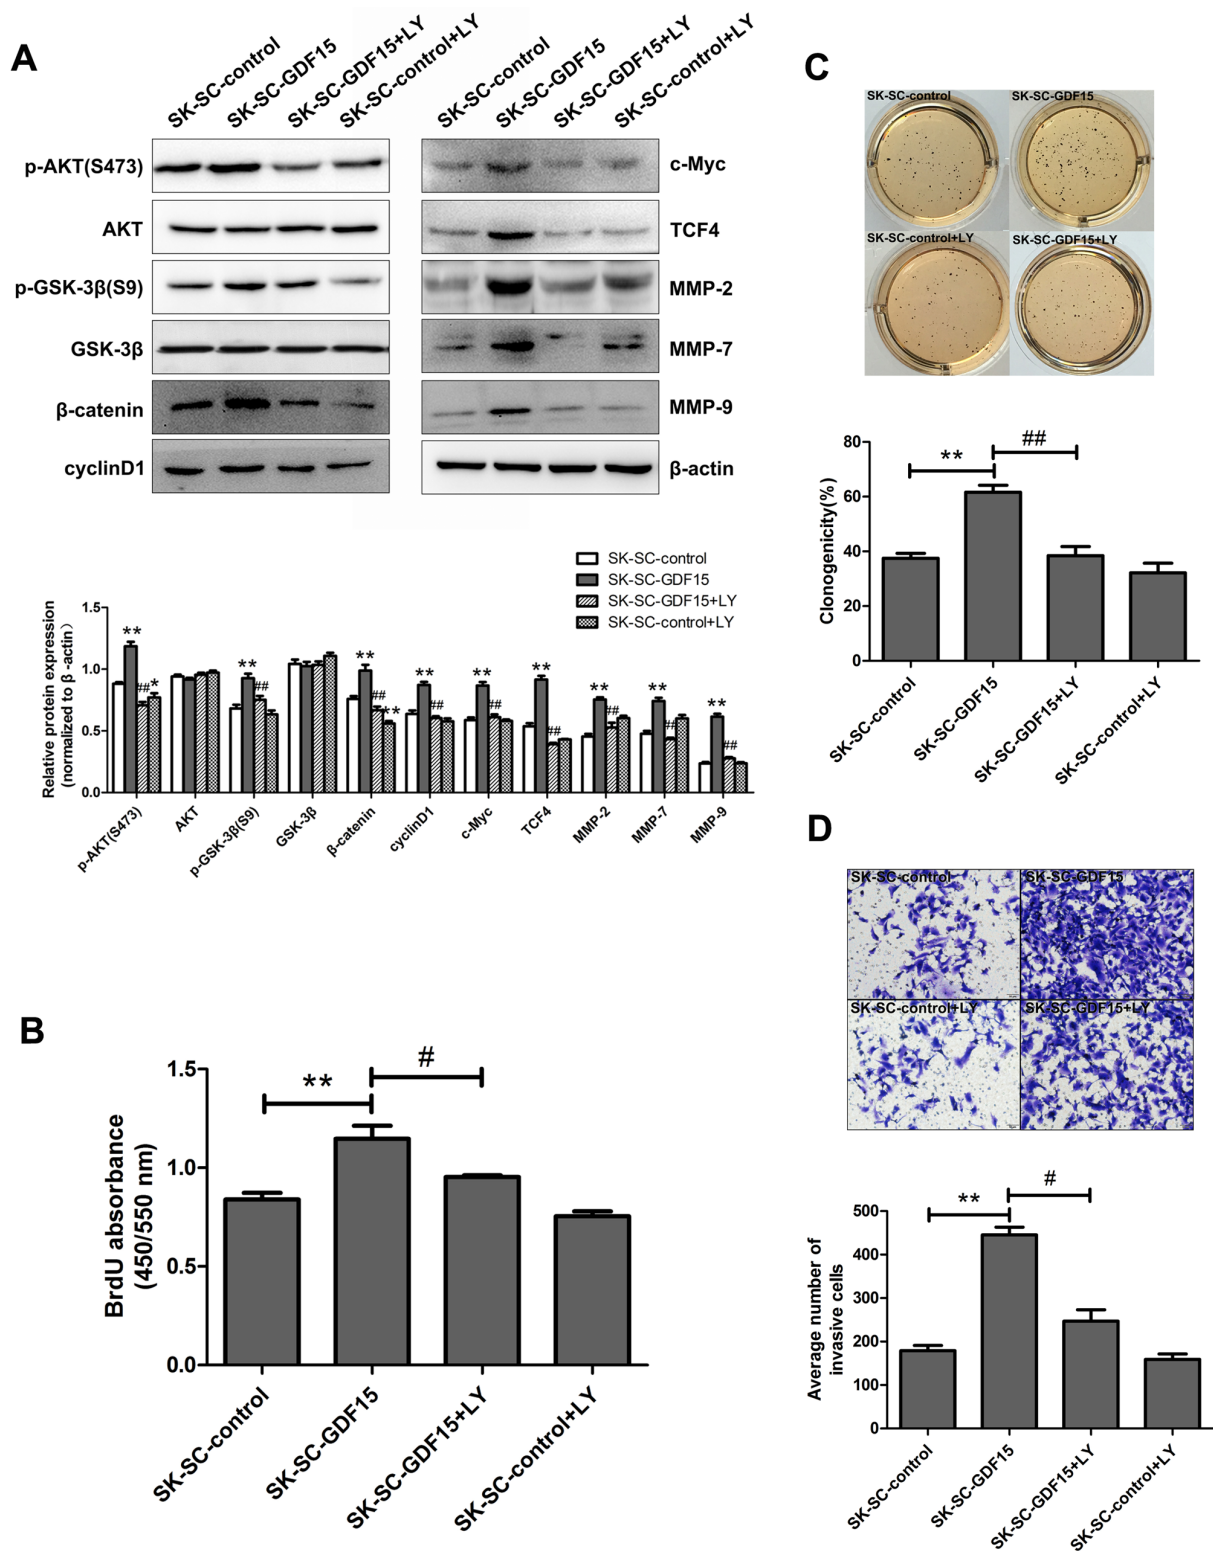 A
SK-SC-control
SK-SC-GDF15
SK-SC-GDF15+LY
SK-SC-control+LY
SK-SC-control
SK-SC-GDF15
SK-SC-GDF15+LY
SK-SC-control+LY
p-AKT(S473)
AKT
p-GSK-3β(S9)
GSK-3β
β-catenin
cyclinD1
c-Myc
TCF4
MMP-2
MMP-7
MMP-9
β-actin
SK-SC-control
SK-SC-GDF15
SK-SC-GDF15+LY
SK-SC-control+LY
Relative protein expression
(normalized to β -actin)
1.5
1.0
0.5
0.0
**
##
*
**
##
**
##
**
**
##
**
##
**
##
**
##
**
##
**
##
p-AKT(S473)
AKT
p-GSK-3β(S9)
GSK-3β
β-catenin
cyclinD1
c-Myc
TCF4
MMP-2
MMP-7
MMP-9
B
BrdU absorbance
(450/550 nm)
1.5
1.0
0.5
0.0
**
#
SK-SC-control
SK-SC-GDF15
SK-SC-GDF15+LY
SK-SC-control+LY
C
SK-SC-control
SK-SC-GDF15
SK-SC-control+LY
SK-SC-GDF15+LY
Clonogenicity(%)
80
60
40
20
0
**
##
SK-SC-control
SK-SC-GDF15
SK-SC-GDF15+LY
SK-SC-control+LY
D
SK-SC-control
SK-SC-GDF15
SK-SC-control+LY
SK-SC-GDF15+LY
Average number of
invasive cells
500
400
300
200
100
0
**
#
SK-SC-control
SK-SC-GDF15
SK-SC-GDF15+LY
SK-SC-control+LY